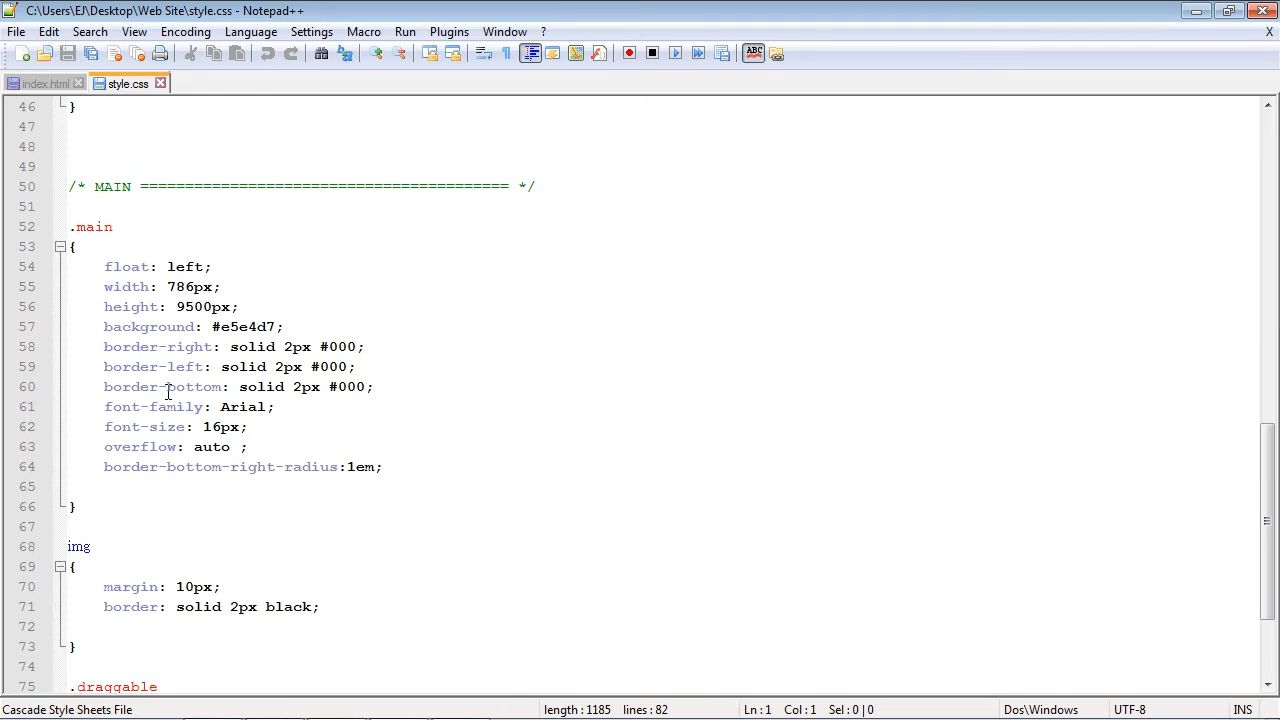 C:\Users\EJ\Desktop\Web Site\style.css - Notepad++
File Edit Search View Encoding Language Settings Macro Run Plugins Window ? X
ABC
index.html style.css
46 }
47
48
49
50 /* MAIN ========================================= */
51
52 .main
53 {
54 float: left;
55 width: 786px;
56 height: 9500px;
57 background: #e5e4d7;
58 border-right: solid 2px #000;
59 border-left: solid 2px #000;
60 border-bottom: solid 2px #000;
61 font-family: Arial;
62 font-size: 16px;
63 overflow: auto ;
64 border-bottom-right-radius:1em;
65
66 }
67
68 img
69 {
70 margin: 10px;
71 border: solid 2px black;
72
73 }
74
75 .draggable
Cascade Style Sheets File length : 1185 lines : 82 Ln : 1 Col : 1 Sel : 0 | 0 Dos\Windows UTF-8 INS